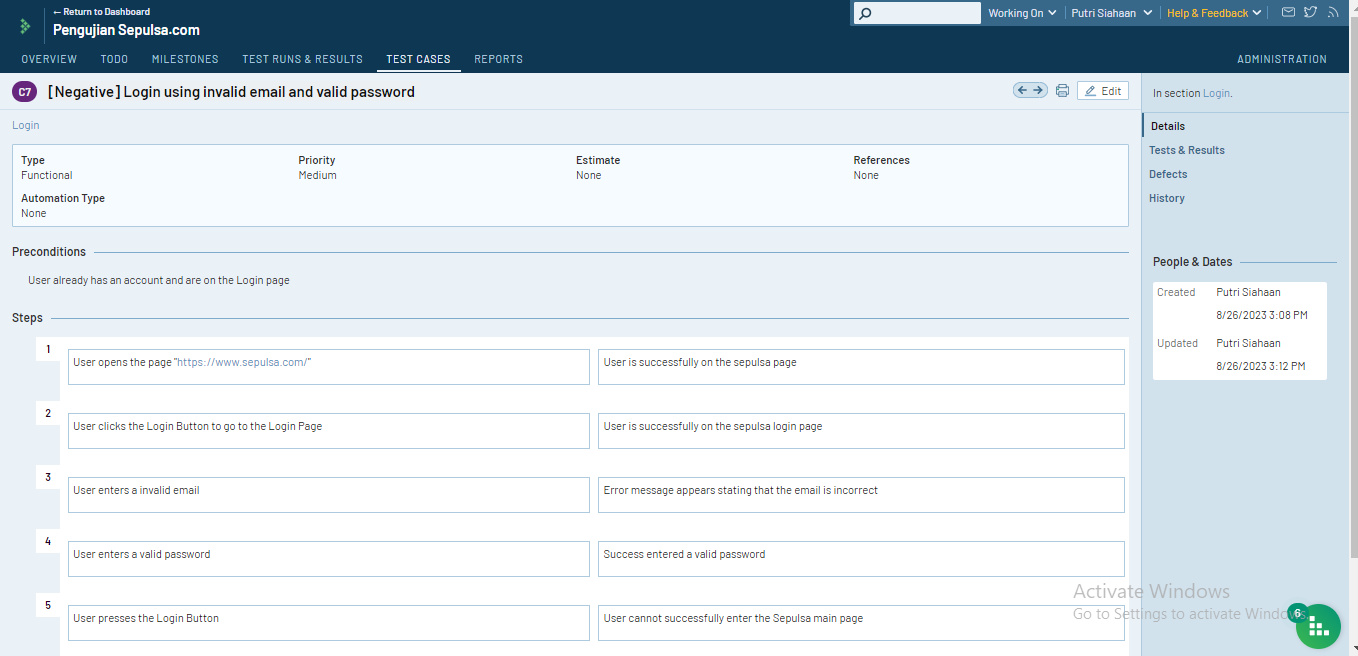 ← Return to Dashboard
Pengujian Sepulsa.com
Working On
Putri Siahaan
Help & Feedback
OVERVIEW
TODO
MILESTONES
TEST RUNS & RESULTS
TEST CASES
REPORTS
ADMINISTRATION
C7
[Negative] Login using invalid email and valid password
Edit
Login
Type
Functional
Priority
Medium
Estimate
None
References
None
Automation Type
None
Preconditions
User already has an account and are on the Login page
Steps
1
User opens the page "https://www.sepulsa.com/"
User is successfully on the sepulsa page
2
User clicks the Login Button to go to the Login Page
User is successfully on the sepulsa login page
3
User enters a invalid email
Error message appears stating that the email is incorrect
4
User enters a valid password
Success entered a valid password
5
User presses the Login Button
User cannot successfully enter the Sepulsa main page
In section Login.
Details
Tests & Results
Defects
History
People & Dates
Created
Putri Siahaan
8/26/2023 3:08 PM
Updated
Putri Siahaan
8/26/2023 3:12 PM
Activate Windows
Go to Settings to activate Windows.
6